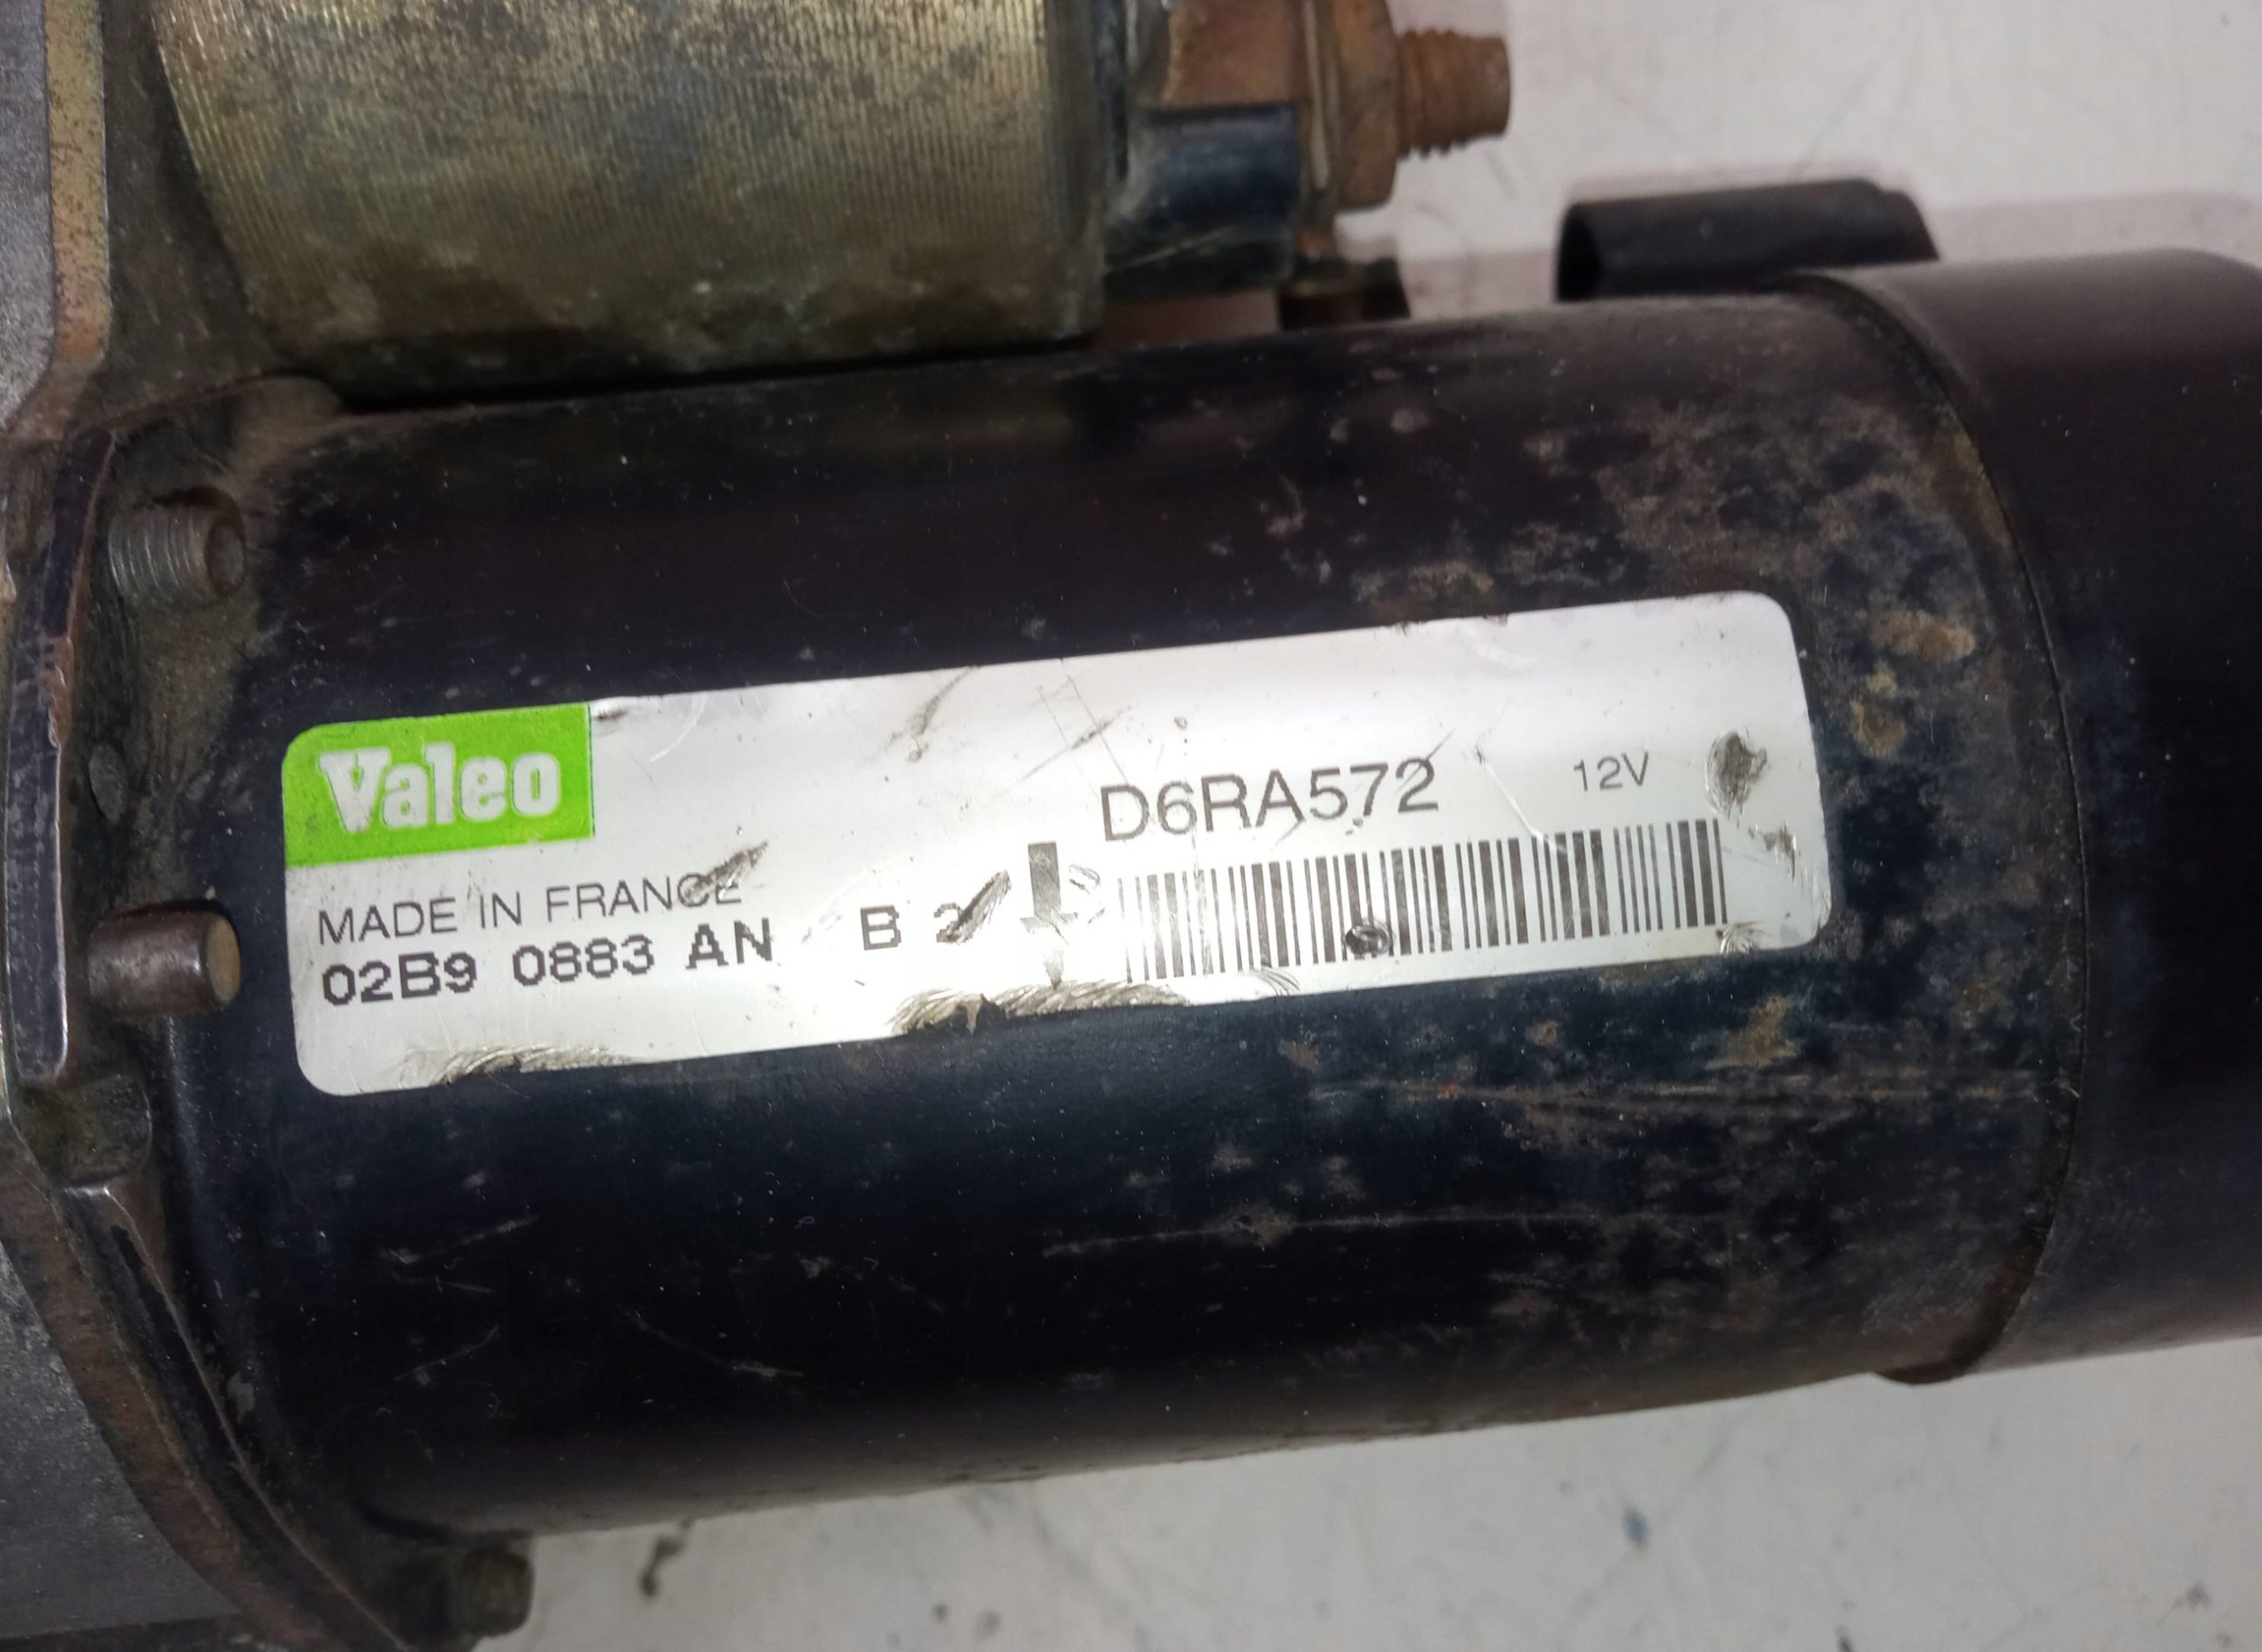 Valeo
D6RA572 12V
MADE IN FRANCE
02B9 0883 AN B